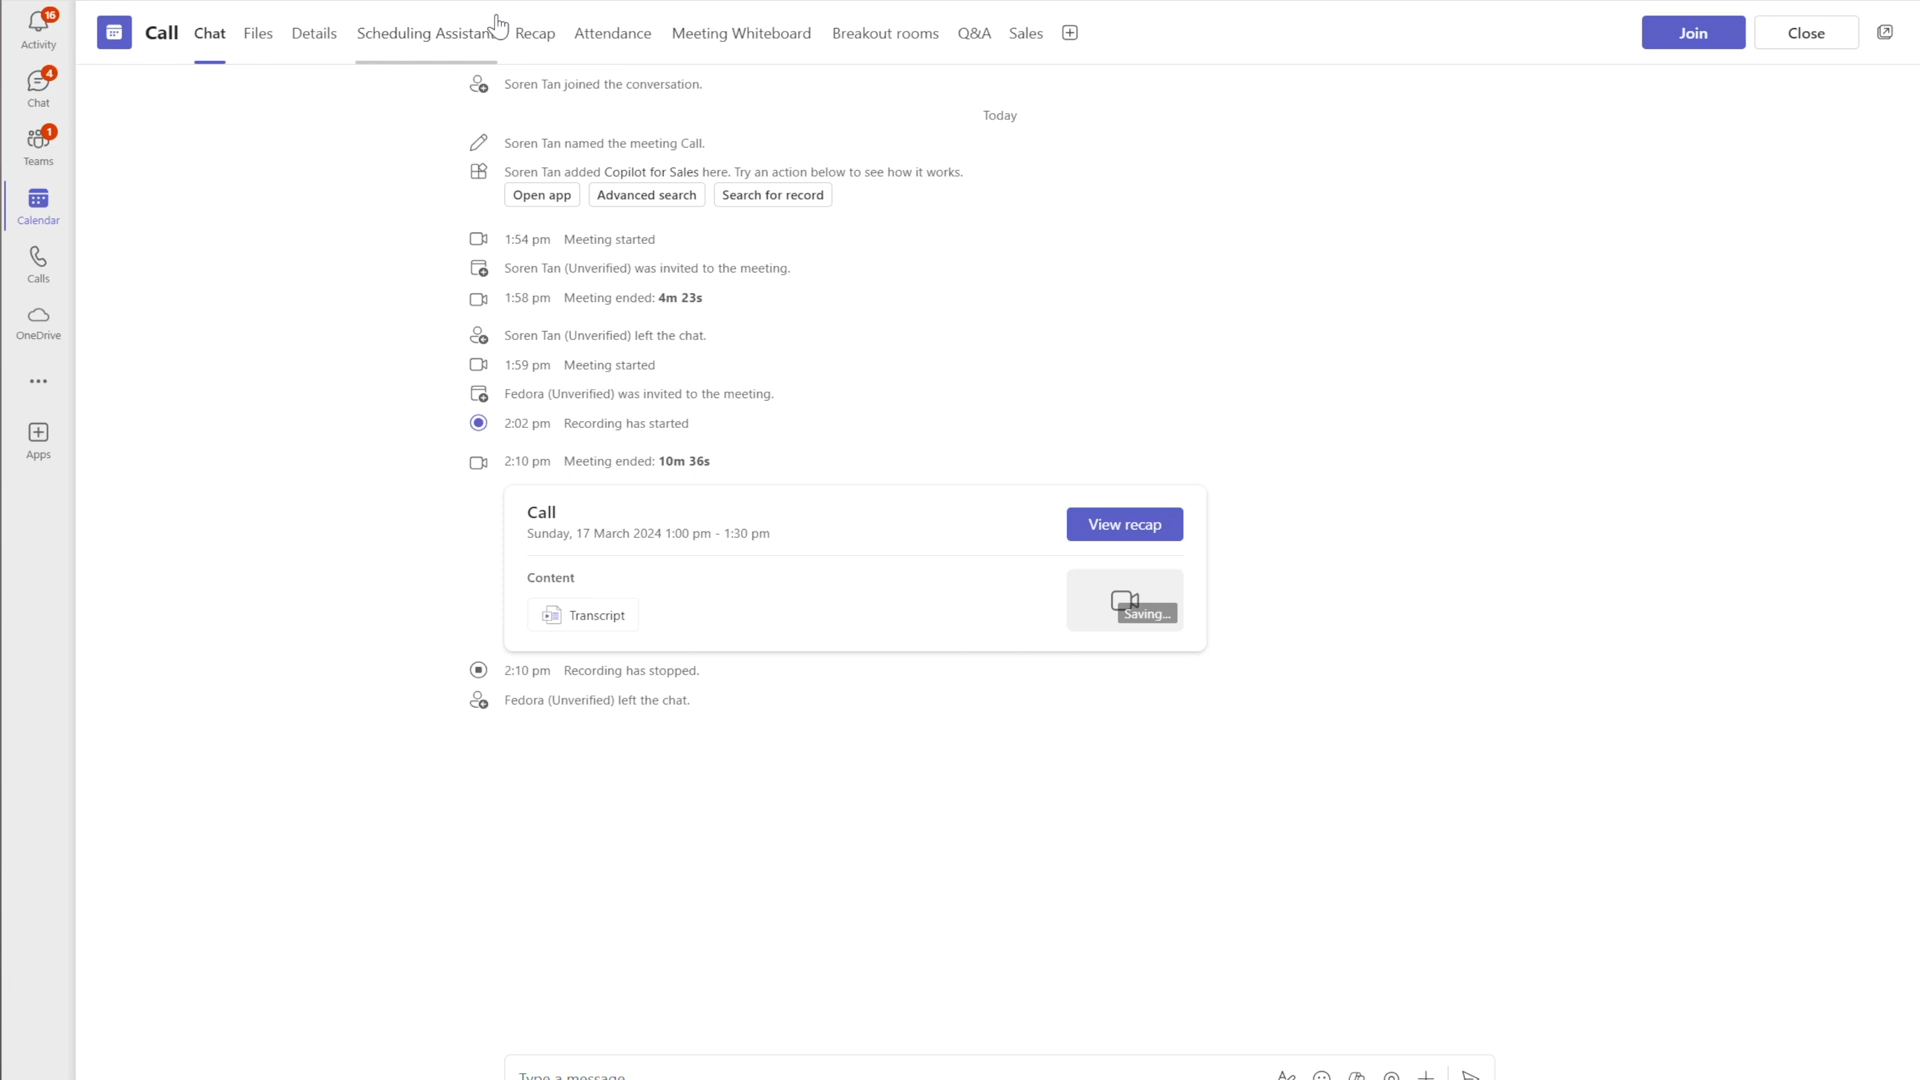 16
Activity
4
Chat
1
Teams
Calendar
Calls
OneDrive
Apps
Call Chat Files Details Scheduling Assistant Recap Attendance Meeting Whiteboard Breakout rooms Q&A Sales
Join Close
Soren Tan joined the conversation.
Today
Soren Tan named the meeting Call.
Soren Tan added Copilot for Sales here. Try an action below to see how it works.
Open app Advanced search Search for record
1:54 pm Meeting started
Soren Tan (Unverified) was invited to the meeting.
1:58 pm Meeting ended: 4m 23s
Soren Tan (Unverified) left the chat.
1:59 pm Meeting started
Fedora (Unverified) was invited to the meeting.
2:02 pm Recording has started
2:10 pm Meeting ended: 10m 36s
Call
Sunday, 17 March 2024 1:00 pm - 1:30 pm
View recap
Content
Transcript
Saving...
2:10 pm Recording has stopped.
Fedora (Unverified) left the chat.
Type a message